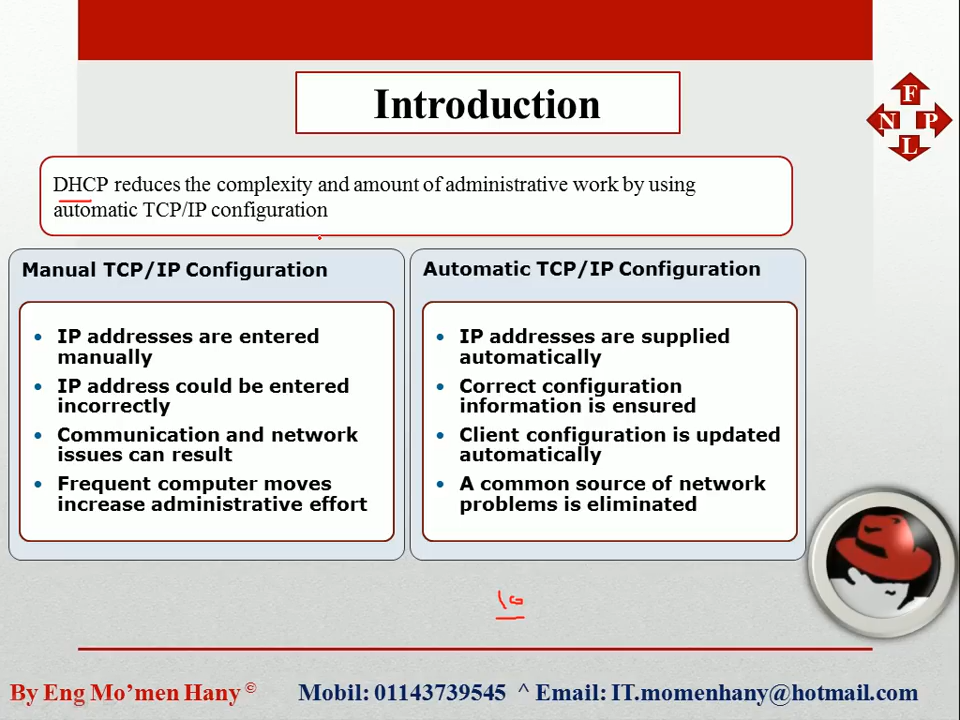 Introduction
F
N P
L
DHCP reduces the complexity and amount of administrative work by using
automatic TCP/IP configuration
Manual TCP/IP Configuration
• IP addresses are entered
manually
• IP address could be entered
incorrectly
• Communication and network
issues can result
• Frequent computer moves
increase administrative effort
Automatic TCP/IP Configuration
• IP addresses are supplied
automatically
• Correct configuration
information is ensured
• Client configuration is updated
automatically
• A common source of network
problems is eliminated
By Eng Mo’men Hany © Mobil: 01143739545 ^ Email: IT.momenhany@hotmail.com